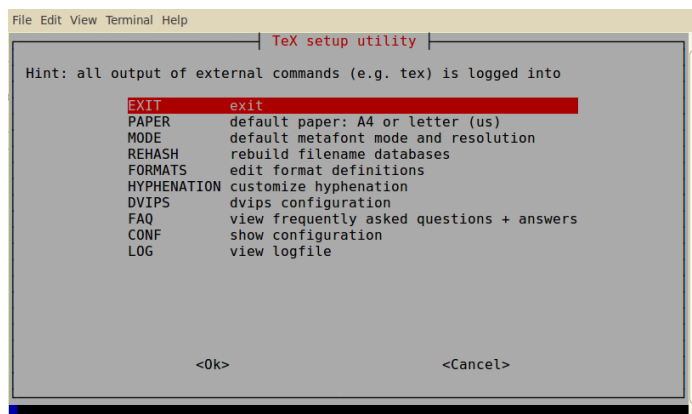 File Edit View Terminal Help
TeX setup utility
Hint: all output of external commands (e.g. tex) is logged into
EXIT exit
PAPER default paper: A4 or letter (us)
MODE default metafont mode and resolution
REHASH rebuild filename databases
FORMATS edit format definitions
HYPHENATION customize hyphenation
DVIPS dvips configuration
FAQ view frequently asked questions + answers
CONF show configuration
LOG view logfile
<Ok> <Cancel>